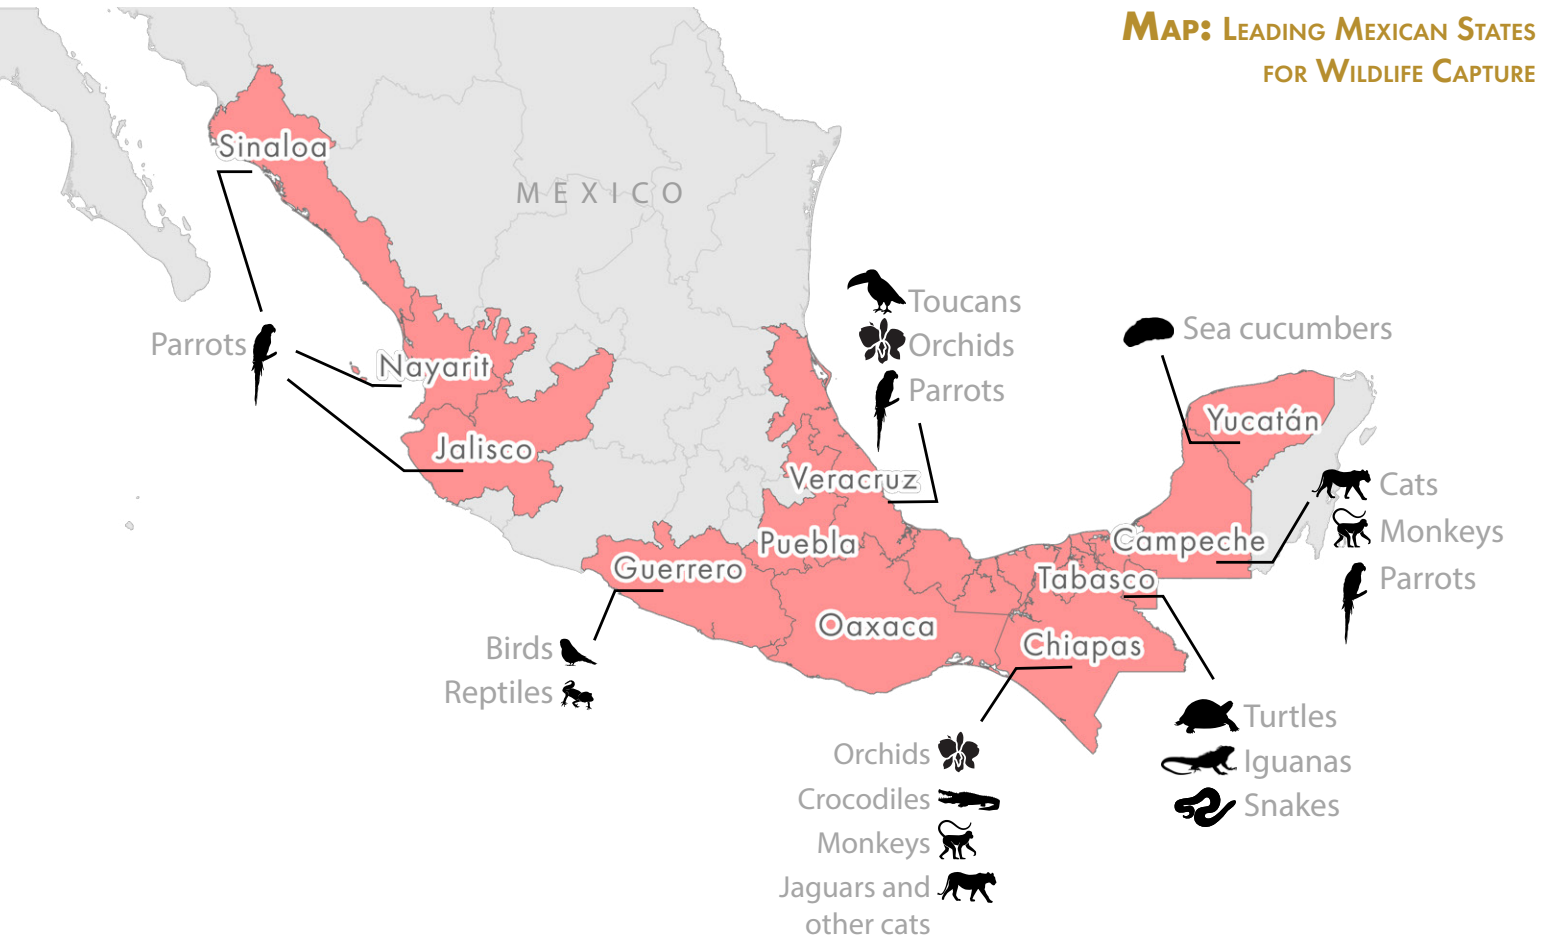 MAP: LEADING MEXICAN STATES
FOR WILDLIFE CAPTURE
Sinaloa
MEXICO
Parrots
Nayarit
Jalisco
Toucans
Orchids
Parrots
Veracruz
Sea cucumbers
Yucatán
Cats
Monkeys
Parrots
Campeche
Puebla
Guerrero
Tabasco
Oaxaca
Chiapas
Birds
Reptiles
Turtles
Iguanas
Snakes
Orchids
Crocodiles
Monkeys
Jaguars and
other cats